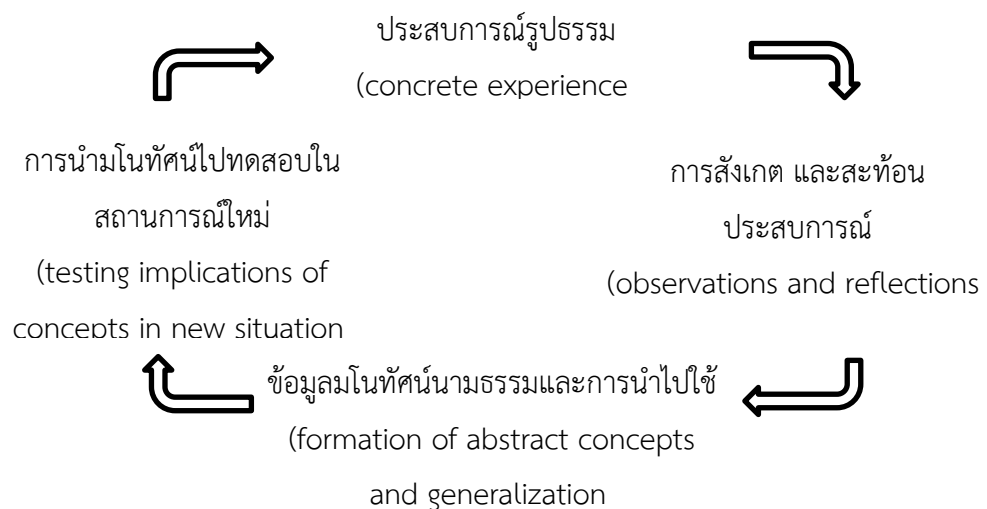 ประสบการณ์รูปธรรม
(concrete experience
การสังเกต และสะท้อน
ประสบการณ์
(observations and reflections
ข้อมูลมโนทัศน์นามธรรมและการนำไปใช้
(formation of abstract concepts
and generalization
การนำมโนทัศน์ไปทดสอบใน
สถานการณ์ใหม่
(testing implications of
concepts in new situation